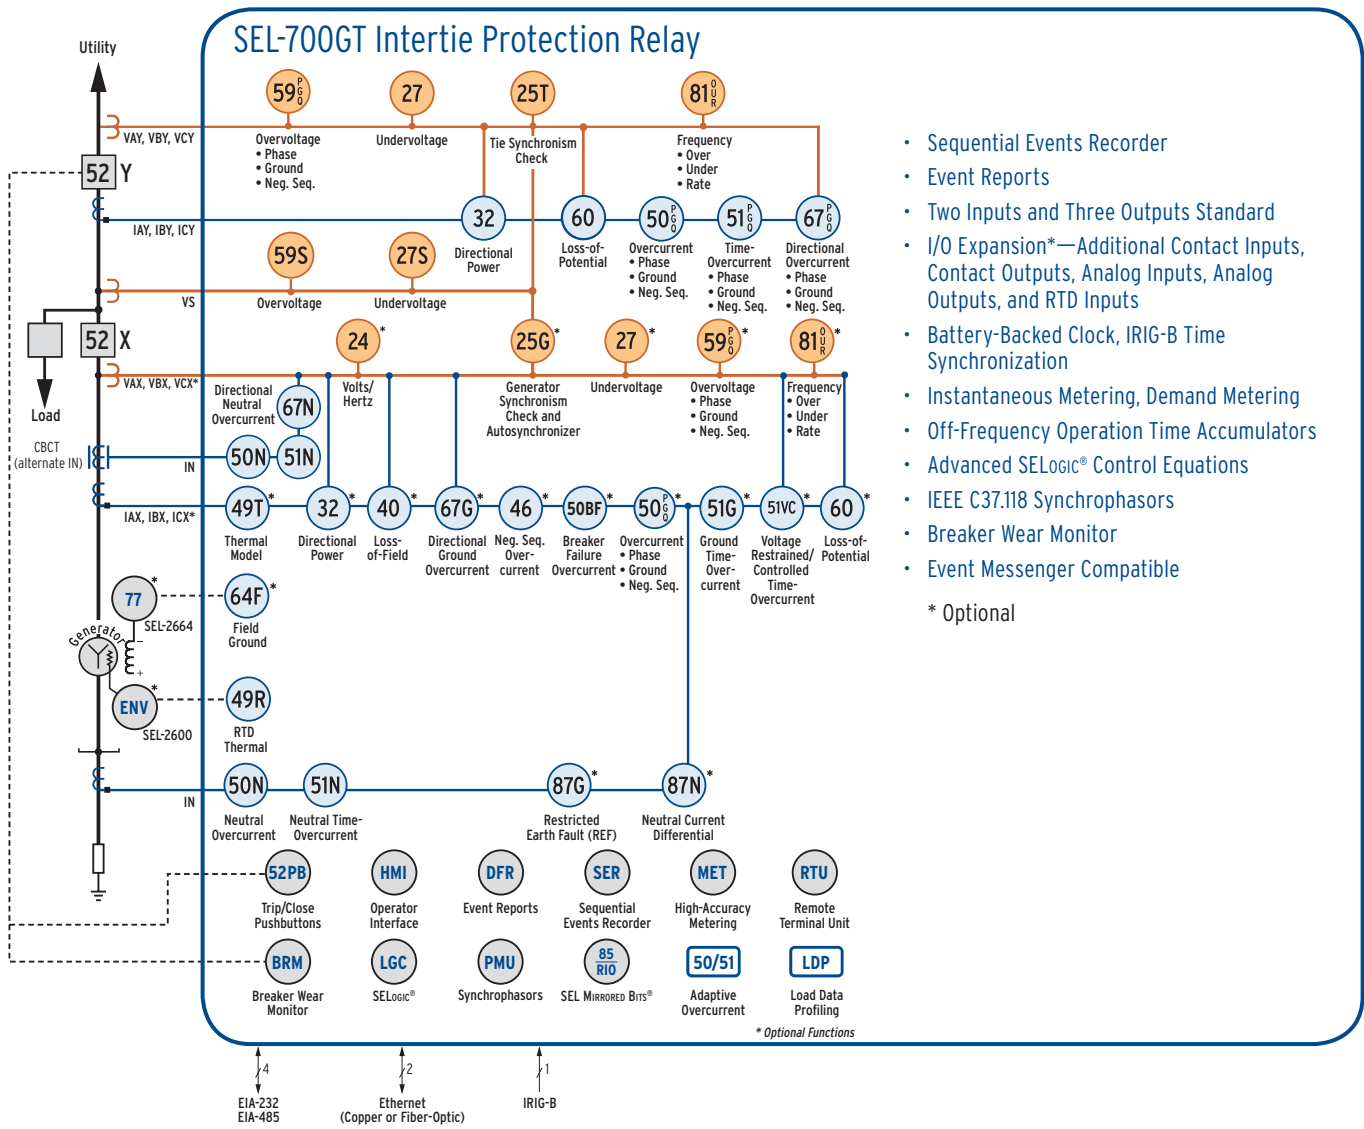 SEL-700GT Intertie Protection Relay
Utility
59 P G Q
27
25T
81 O U R
VAY, VBY, VCY
Overvoltage
• Phase
• Ground
• Neg. Seq.
Undervoltage
Tie Synchronism
Check
Frequency
• Over
• Under
• Rate
52 Y
IAY, IBY, ICY
32
60
50 P G Q
51 P G Q
67 P G Q
Directional
Power
Loss-of-
Potential
Overcurrent
• Phase
• Ground
• Neg. Seq.
Time-
Overcurrent
• Phase
• Ground
• Neg. Seq.
Directional
Overcurrent
• Phase
• Ground
• Neg. Seq.
59S
27S
VS
Overvoltage
Undervoltage
52 X
Load
24 *
25G *
27 *
59 P G Q *
81 O U R *
VAX, VBX, VCX*
Volts/
Hertz
Generator
Synchronism
Check and
Autosynchronizer
Undervoltage
Overvoltage
• Phase
• Ground
• Neg. Seq.
Frequency
• Over
• Under
• Rate
Directional
Neutral
Overcurrent
67N
CBCT
(alternate IN)
IN
50N
51N
IAX, IBX, ICX*
49T *
32 *
40 *
67G *
46 *
50BF *
50 P G Q *
51G *
51VC *
60 *
Thermal
Model
Directional
Power
Loss-
of-Field
Directional
Ground
Overcurrent
Neg. Seq.
Over-
current
Breaker
Failure
Overcurrent
Overcurrent
• Phase
• Ground
• Neg. Seq.
Ground
Time-
Over-
current
Voltage
Restrained/
Controlled
Time-
Overcurrent
Loss-of-
Potential
77 *
SEL-2664
64F *
Field
Ground
Generator
−
+
ENV *
SEL-2600
49R
RTD
Thermal
IN
50N
51N
87G *
87N *
Neutral
Overcurrent
Neutral Time-
Overcurrent
Restricted
Earth Fault (REF)
Neutral Current
Differential
52PB
HMI
DFR
SER
MET
RTU
Trip/Close
Pushbuttons
Operator
Interface
Event Reports
Sequential
Events Recorder
High-Accuracy
Metering
Remote
Terminal Unit
BRM
LGC
PMU
85
RIO
50/51
LDP
Breaker Wear
Monitor
SELOGIC®
Synchrophasors
SEL MIRRORED BITS®
Adaptive
Overcurrent
Load Data
Profiling
* Optional Functions
4
2
1
EIA-232
EIA-485
Ethernet
(Copper or Fiber-Optic)
IRIG-B
• Sequential Events Recorder
• Event Reports
• Two Inputs and Three Outputs Standard
• I/O Expansion*—Additional Contact Inputs,
Contact Outputs, Analog Inputs, Analog
Outputs, and RTD Inputs
• Battery-Backed Clock, IRIG-B Time
Synchronization
• Instantaneous Metering, Demand Metering
• Off-Frequency Operation Time Accumulators
• Advanced SELOGIC® Control Equations
• IEEE C37.118 Synchrophasors
• Breaker Wear Monitor
• Event Messenger Compatible
* Optional